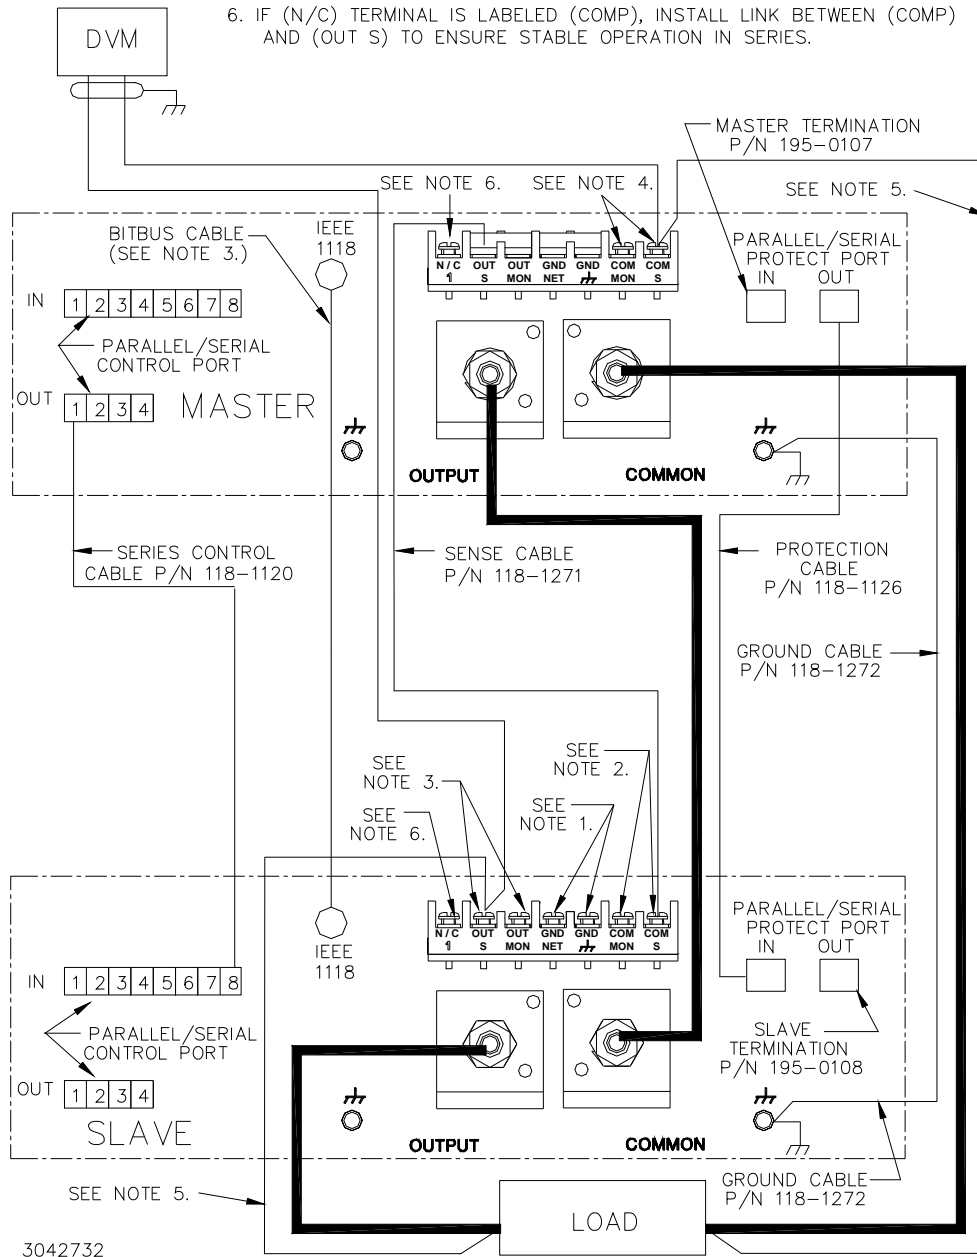 6. IF (N/C) TERMINAL IS LABELED (COMP), INSTALL LINK BETWEEN (COMP)
AND (OUT S) TO ENSURE STABLE OPERATION IN SERIES.
DVM
MASTER TERMINATION
P/N 195-0107
SEE NOTE 6.
SEE NOTE 4.
SEE NOTE 5.
BITBUS CABLE
(SEE NOTE 3.)
IEEE
1118
N/C OUT OUT GND GND COM COM
1 S MON NET MON S
PARALLEL/SERIAL
PROTECT PORT
IN OUT
IN 1 2 3 4 5 6 7 8
PARALLEL/SERIAL
CONTROL PORT
OUT 1 2 3 4
MASTER
OUTPUT
COMMON
SERIES CONTROL
CABLE P/N 118-1120
SENSE CABLE
P/N 118-1271
PROTECTION
CABLE
P/N 118-1126
GROUND CABLE
P/N 118-1272
SEE
NOTE 3.
SEE
NOTE 2.
SEE
NOTE 6.
SEE
NOTE 1.
IEEE
1118
N/C OUT OUT GND GND COM COM
1 S MON NET MON S
PARALLEL/SERIAL
PROTECT PORT
IN OUT
IN 1 2 3 4 5 6 7 8
PARALLEL/SERIAL
CONTROL PORT
OUT 1 2 3 4
SLAVE
SLAVE
TERMINATION
P/N 195-0108
OUTPUT
COMMON
SEE NOTE 5.
GROUND CABLE
P/N 118-1272
LOAD
3042732